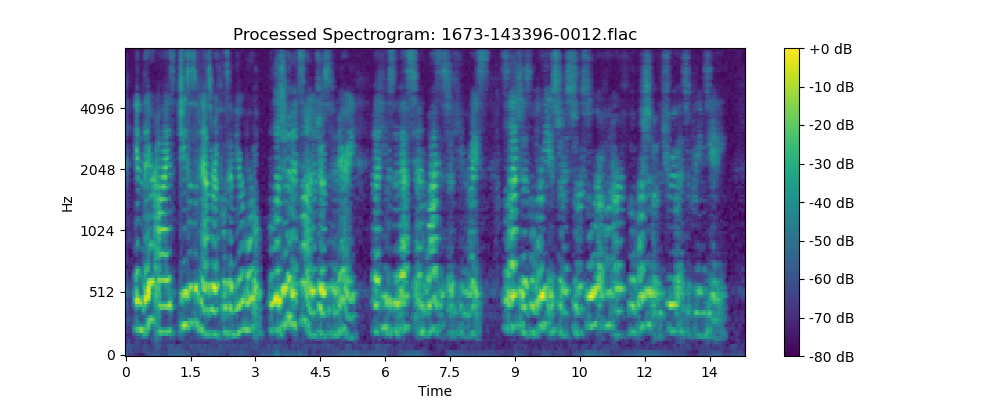 Processed Spectrogram: 1673-143396-0012.flac
Hz
4096
2048
1024
512
0
0 1.5 3 4.5 6 7.5 9 10 12 14
Time
+0 dB
-10 dB
-20 dB
-30 dB
-40 dB
-50 dB
-60 dB
-70 dB
-80 dB